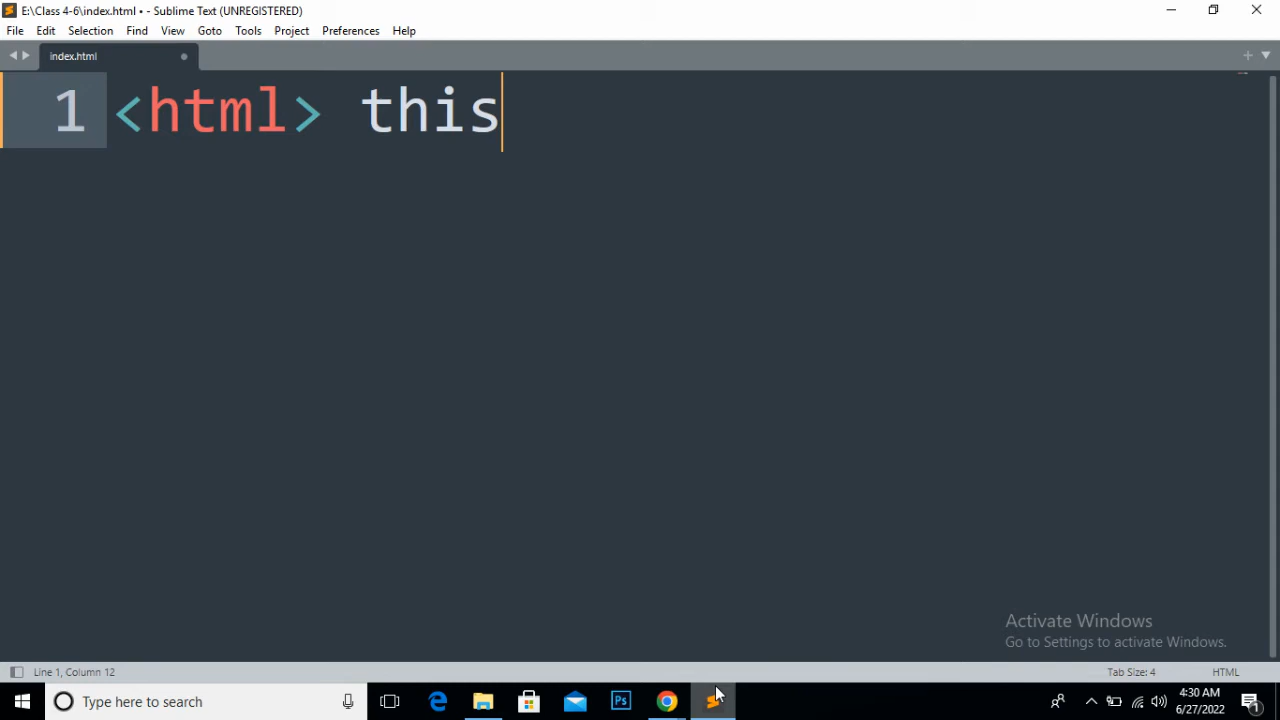 E:\Class 4-6\index.html • - Sublime Text (UNREGISTERED)
File Edit Selection Find View Goto Tools Project Preferences Help
index.html
1 <html> this
Activate Windows
Go to Settings to activate Windows.
Line 1, Column 12 Tab Size: 4 HTML
Type here to search
Ps
4:30 AM
6/27/2022
1